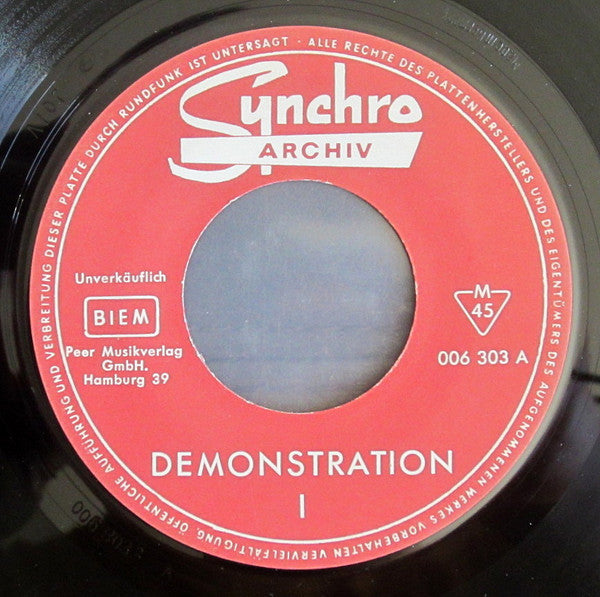 ALLE RECHTE DES PLATTENHERSTELLERS UND DES EIGENTÜMERS DES AUFGENOMMENEN WERKES VORBEHALTEN VERVIELFÄLTIGUNG, ÖFFENTLICHE AUFFÜHRUNG UND VERBREITUNG DIESER PLATTE DURCH RUNDFUNK IST UNTERSAGT -
Synchro
ARCHIV
Unverkäuflich
BIEM
Peer Musikverlag
GmbH.
Hamburg 39
M
45
006 303 A
DEMONSTRATION
I